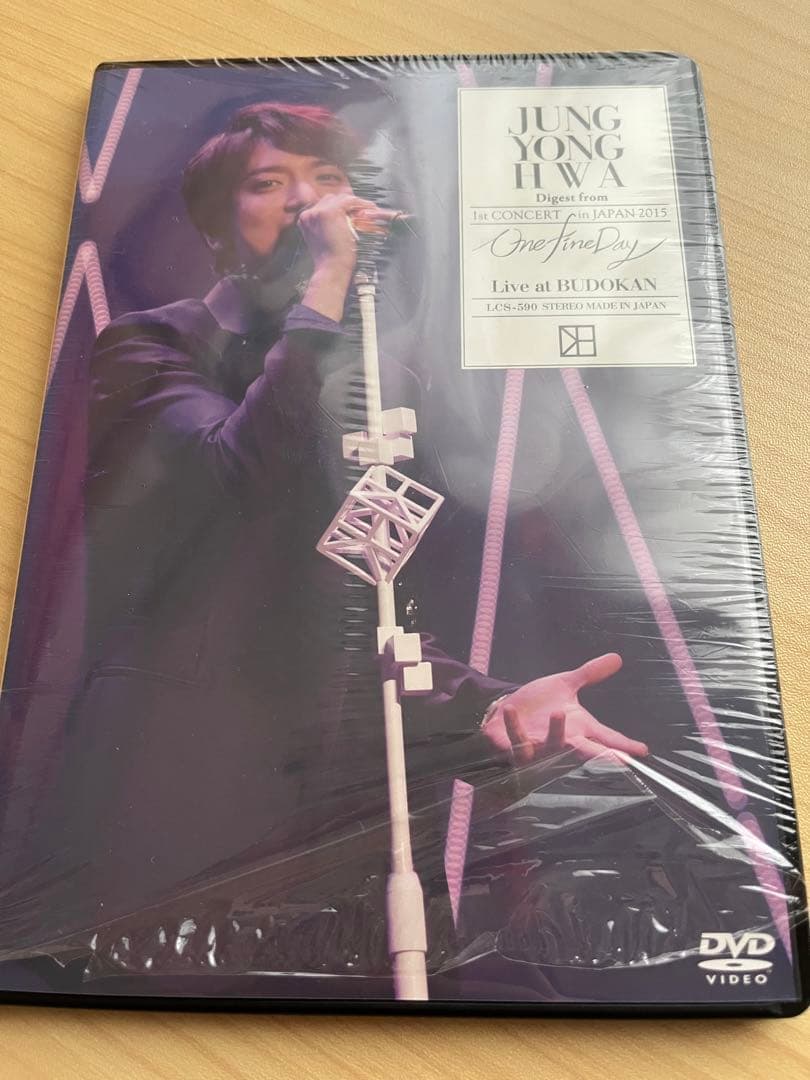 JUNG
YONG
HWA
Digest from
1st CONCERT in JAPAN 2015
One Fine Day
Live at BUDOKAN
LCS-590 STEREO MADE IN JAPAN
DVD
VIDEO